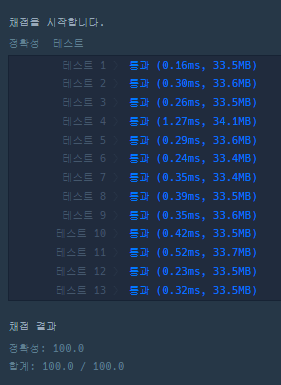 채점을 시작합니다.
정확성 테스트
테스트 1 > 통과 (0.16ms, 33.5MB)
테스트 2 > 통과 (0.30ms, 33.6MB)
테스트 3 > 통과 (0.26ms, 33.5MB)
테스트 4 > 통과 (1.27ms, 34.1MB)
테스트 5 > 통과 (0.29ms, 33.6MB)
테스트 6 > 통과 (0.24ms, 33.4MB)
테스트 7 > 통과 (0.35ms, 33.4MB)
테스트 8 > 통과 (0.39ms, 33.5MB)
테스트 9 > 통과 (0.35ms, 33.6MB)
테스트 10 > 통과 (0.42ms, 33.5MB)
테스트 11 > 통과 (0.52ms, 33.7MB)
테스트 12 > 통과 (0.23ms, 33.5MB)
테스트 13 > 통과 (0.32ms, 33.5MB)
채점 결과
정확성: 100.0
합계: 100.0 / 100.0